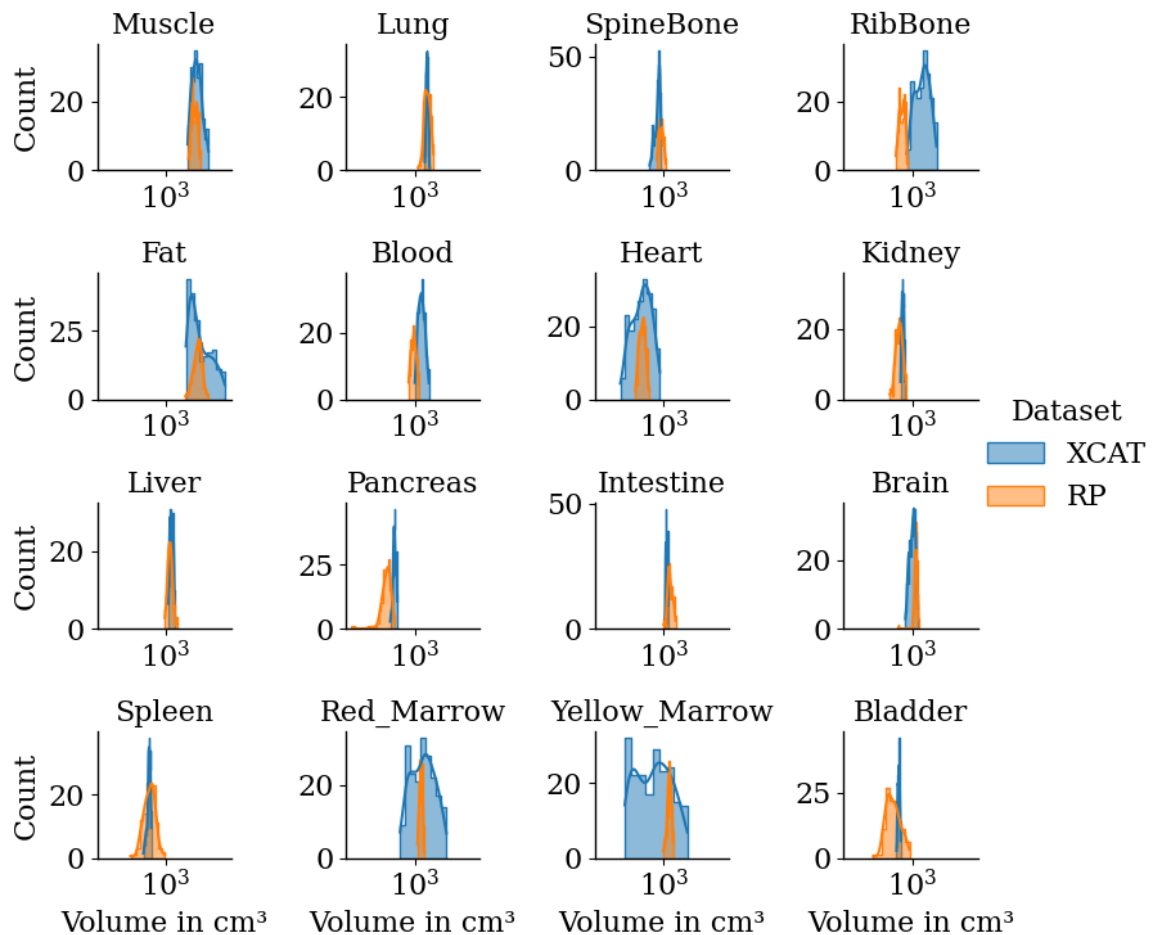 Muscle Lung SpineBone RibBone
Count 20 0 10³ 20 0 10³ 50 0 10³ 20 0 10³
Fat Blood Heart Kidney
Count 25 0 10³ 20 0 10³ 20 0 10³ 20 0 10³
Dataset
XCAT
RP
Liver Pancreas Intestine Brain
Count 20 0 10³ 25 0 10³ 50 0 10³ 20 0 10³
Spleen Red_Marrow Yellow_Marrow Bladder
Count 20 0 10³ 20 0 10³ 20 0 10³ 25 0 10³
Volume in cm³ Volume in cm³ Volume in cm³ Volume in cm³